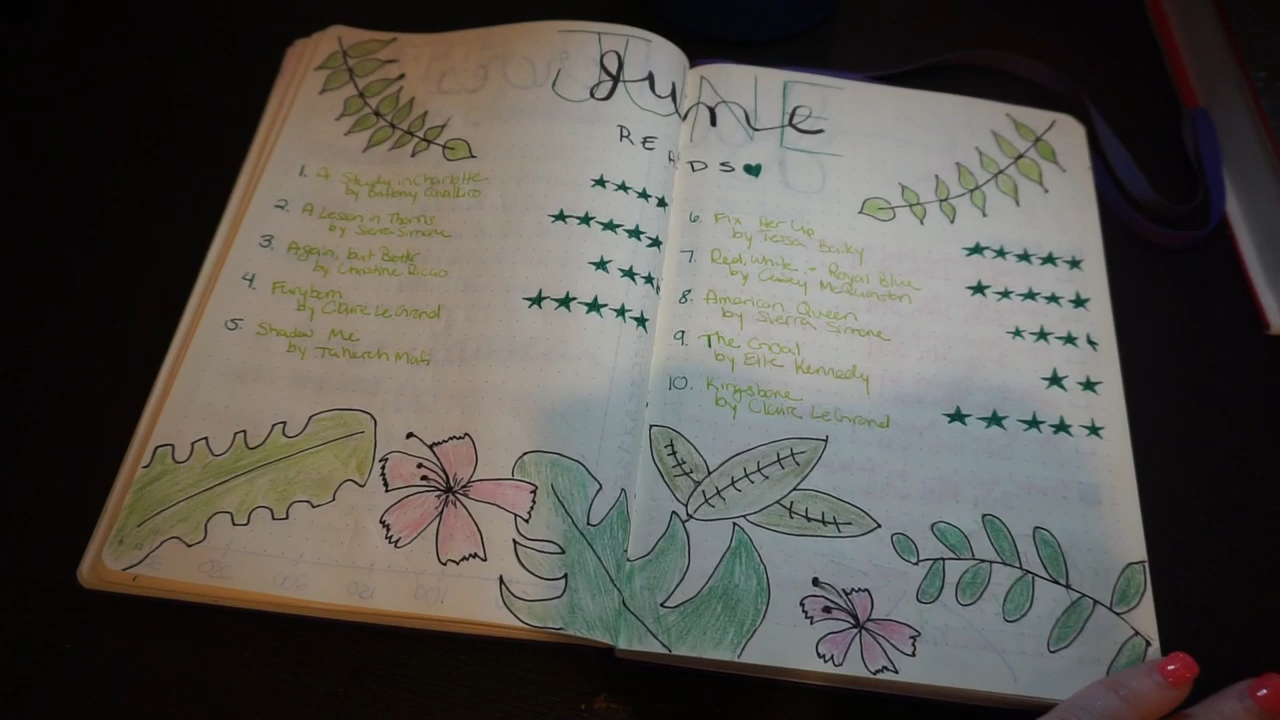 June
JUNE
READS
1. A Study in Charlotte
by Brittany Cavallaro
2. A Lesson in Thorns
by Sierra Simone
3. Again, but Better
by Christine Riccio
4. Furyborn
by Claire LeGrand
5. Shadow Me
by Tahereh Mafi
6. Fix Her Up
by Tessa Bailey
7. Red, White, + Royal Blue
by Casey McQuinston
8. American Queen
by Sierra Simone
9. The Goal
by Elle Kennedy
10. Kingsbane
by Claire LeGrand